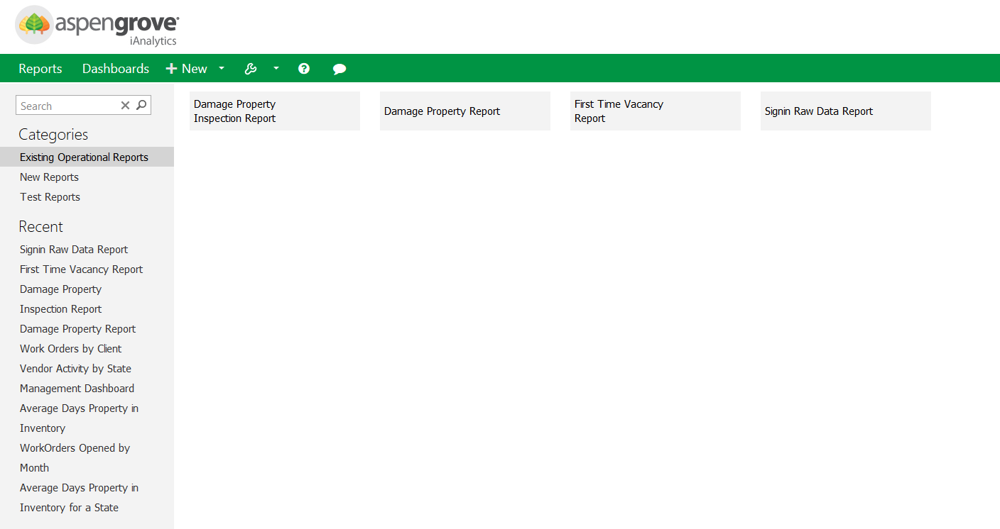 aspengrove
iAnalytics
Reports Dashboards New
Search
Categories
Existing Operational Reports
New Reports
Test Reports
Recent
Signin Raw Data Report
First Time Vacancy Report
Damage Property
Inspection Report
Damage Property Report
Work Orders by Client
Vendor Activity by State
Management Dashboard
Average Days Property in
Inventory
WorkOrders Opened by
Month
Average Days Property in
Inventory for a State
Damage Property
Inspection Report
Damage Property Report
First Time Vacancy
Report
Signin Raw Data Report